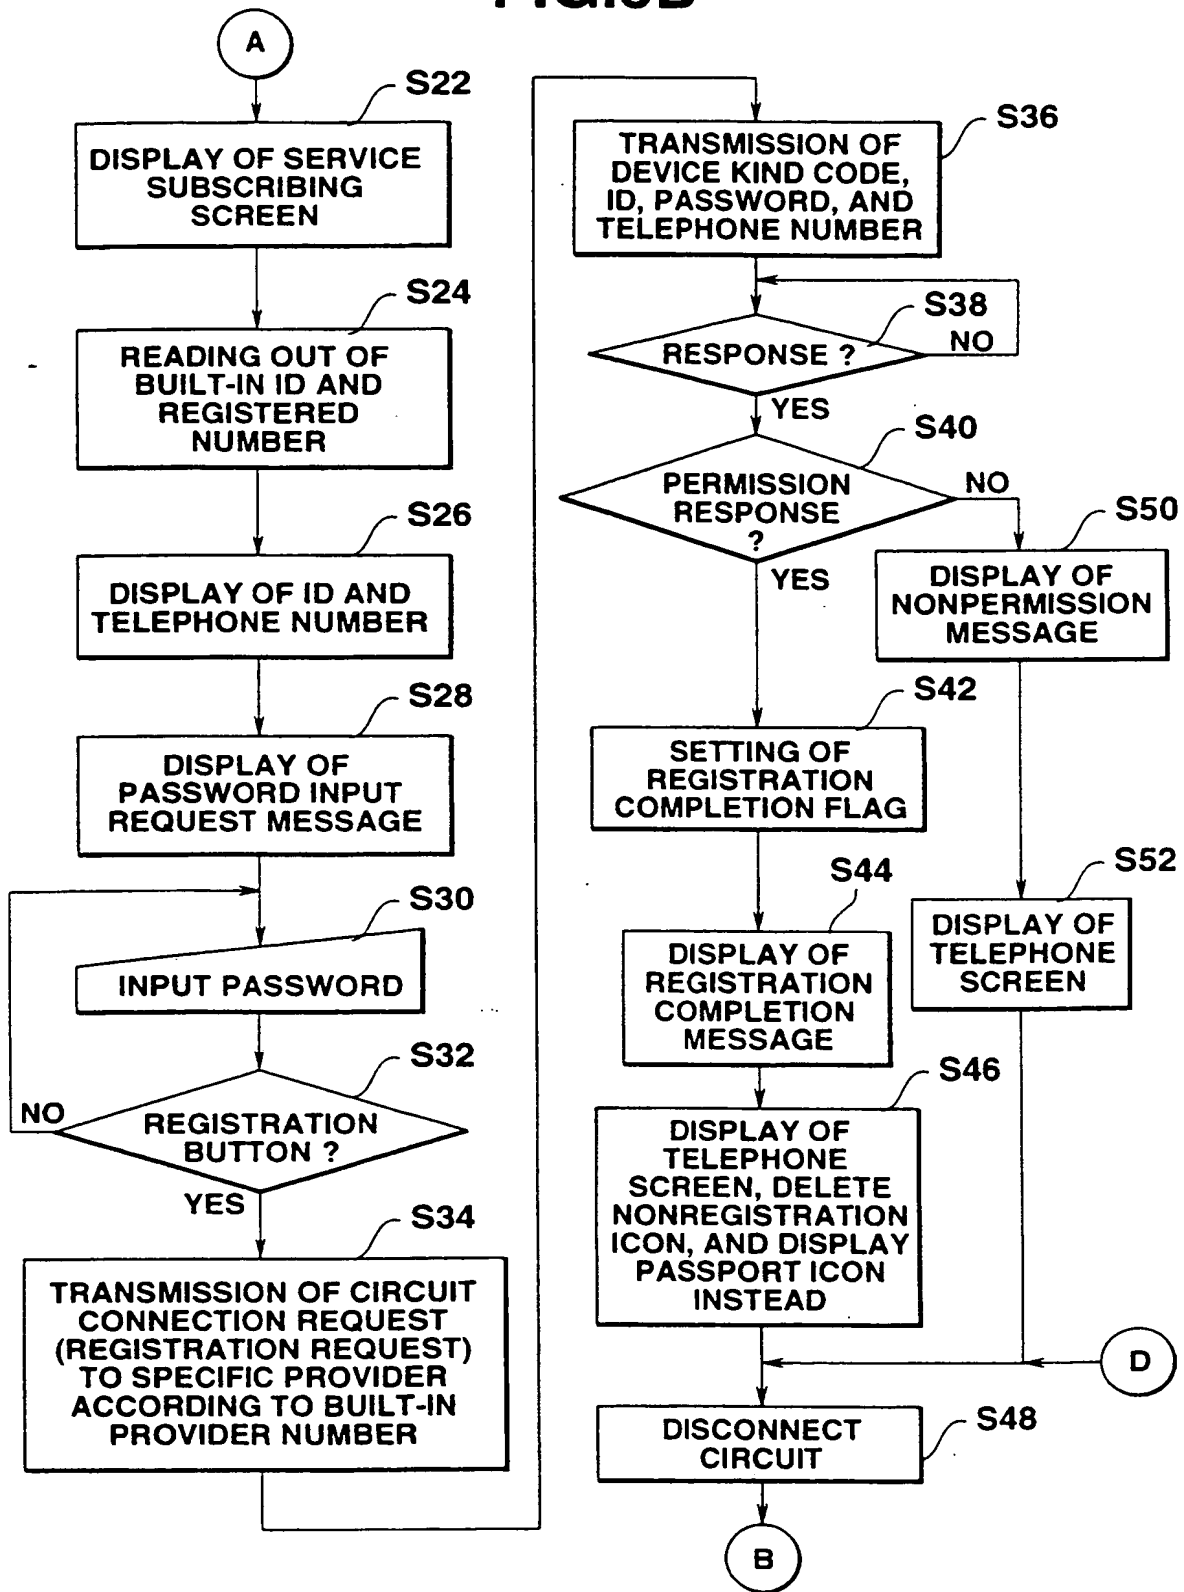 A
S22
DISPLAY OF SERVICE
SUBSCRIBING
SCREEN
S24
READING OUT OF
BUILT-IN ID AND
REGISTERED
NUMBER
S26
DISPLAY OF ID AND
TELEPHONE NUMBER
S28
DISPLAY OF
PASSWORD INPUT
REQUEST MESSAGE
S30
INPUT PASSWORD
S32
NO
REGISTRATION
BUTTON ?
YES
S34
TRANSMISSION OF CIRCUIT
CONNECTION REQUEST
(REGISTRATION REQUEST)
TO SPECIFIC PROVIDER
ACCORDING TO BUILT-IN
PROVIDER NUMBER
S36
TRANSMISSION OF
DEVICE KIND CODE,
ID, PASSWORD, AND
TELEPHONE NUMBER
S38
RESPONSE ?
NO
YES
S40
PERMISSION
RESPONSE
?
NO
YES
S50
DISPLAY OF
NONPERMISSION
MESSAGE
S42
SETTING OF
REGISTRATION
COMPLETION FLAG
S44
DISPLAY OF
REGISTRATION
COMPLETION
MESSAGE
S52
DISPLAY OF
TELEPHONE
SCREEN
S46
DISPLAY OF
TELEPHONE
SCREEN, DELETE
NONREGISTRATION
ICON, AND DISPLAY
PASSPORT ICON
INSTEAD
D
S48
DISCONNECT
CIRCUIT
B